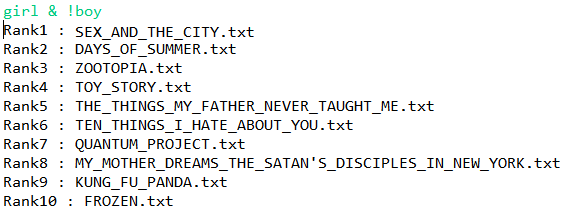 girl & !boy
Rank1 : SEX_AND_THE_CITY.txt
Rank2 : DAYS_OF_SUMMER.txt
Rank3 : ZOOTOPIA.txt
Rank4 : TOY_STORY.txt
Rank5 : THE_THINGS_MY_FATHER_NEVER_TAUGHT_ME.txt
Rank6 : TEN_THINGS_I_HATE_ABOUT_YOU.txt
Rank7 : QUANTUM_PROJECT.txt
Rank8 : MY_MOTHER_DREAMS_THE_SATAN'S_DISCIPLES_IN_NEW_YORK.txt
Rank9 : KUNG_FU_PANDA.txt
Rank10 : FROZEN.txt